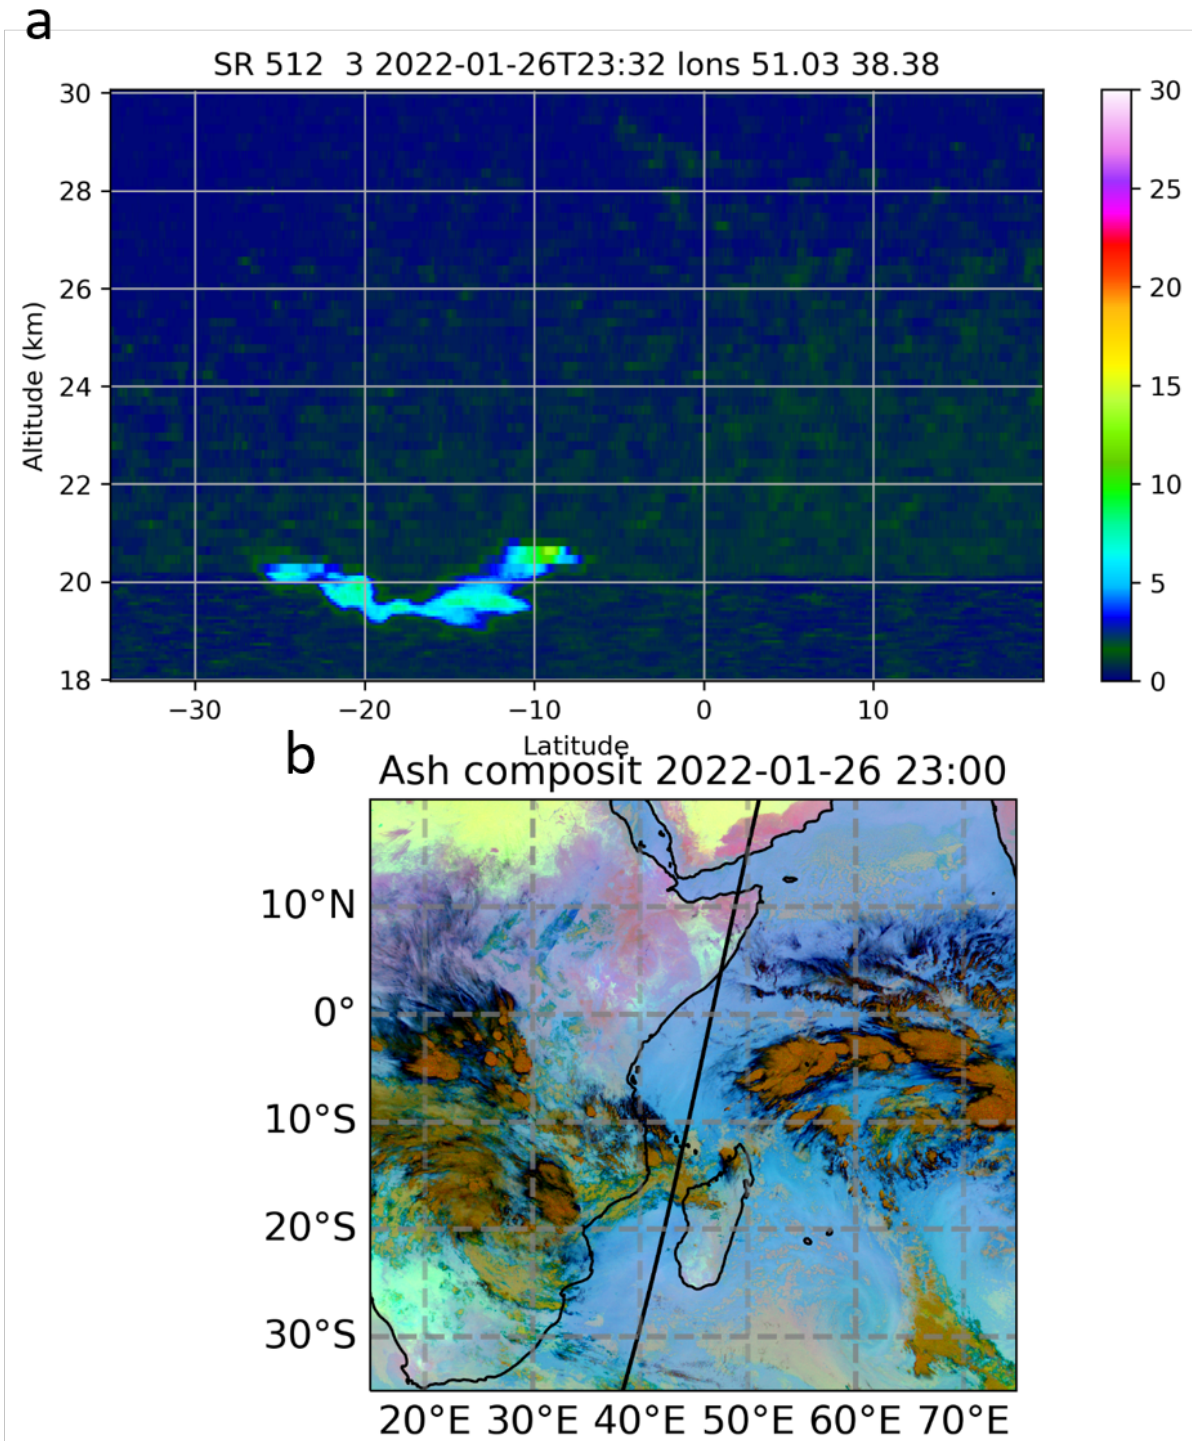 a
SR 512  3 2022-01-26T23:32 lons 51.03 38.38
30
28
26
24
22
20
18
Altitude (km)
−30 −20 −10 0 10
Latitude
30
25
20
15
10
5
0
b
Ash composit 2022-01-26 23:00
10°N
0°
10°S
20°S
30°S
20°E 30°E 40°E 50°E 60°E 70°E